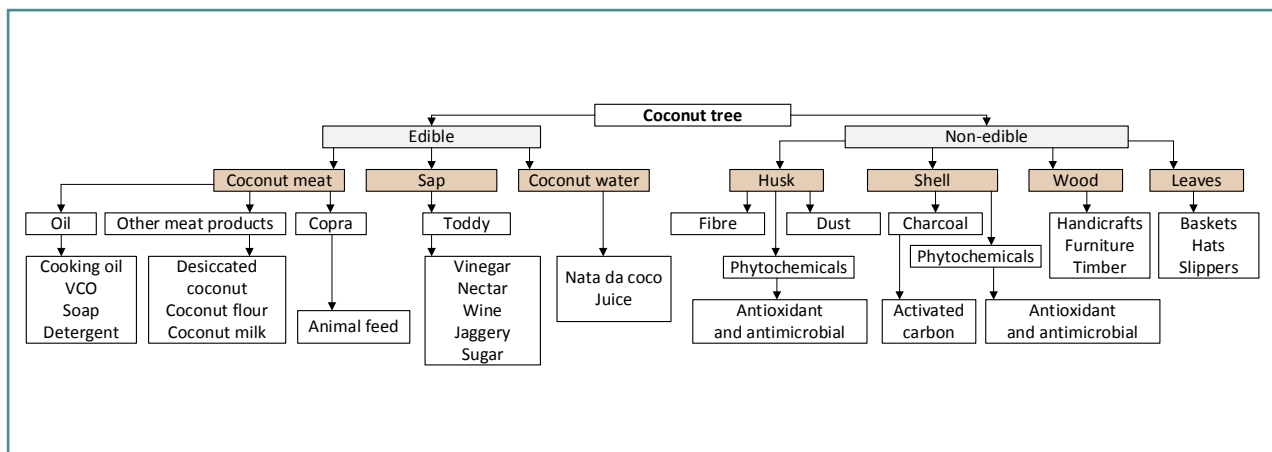 Coconut tree
Edible
Non-edible
Coconut meat
Sap
Coconut water
Husk
Shell
Wood
Leaves
Oil
Other meat products
Copra
Toddy
Fibre
Dust
Charcoal
Handicrafts
Furniture
Timber
Baskets
Hats
Slippers
Phytochemicals
Phytochemicals
Cooking oil
VCO
Soap
Detergent
Desiccated
coconut
Coconut flour
Coconut milk
Animal feed
Vinegar
Nectar
Wine
Jaggery
Sugar
Nata da coco
Juice
Antioxidant
and antimicrobial
Activated
carbon
Antioxidant
and antimicrobial